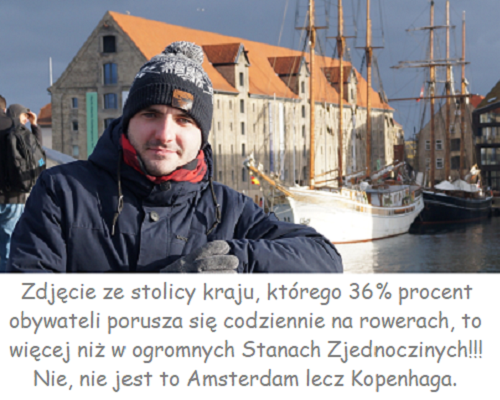 Zdjęcie ze stolicy kraju, którego 36% procent
obywateli porusza się codziennie na rowerach, to
więcej niż w ogromnych Stanach Zjednoczinych!!!
Nie, nie jest to Amsterdam lecz Kopenhaga.